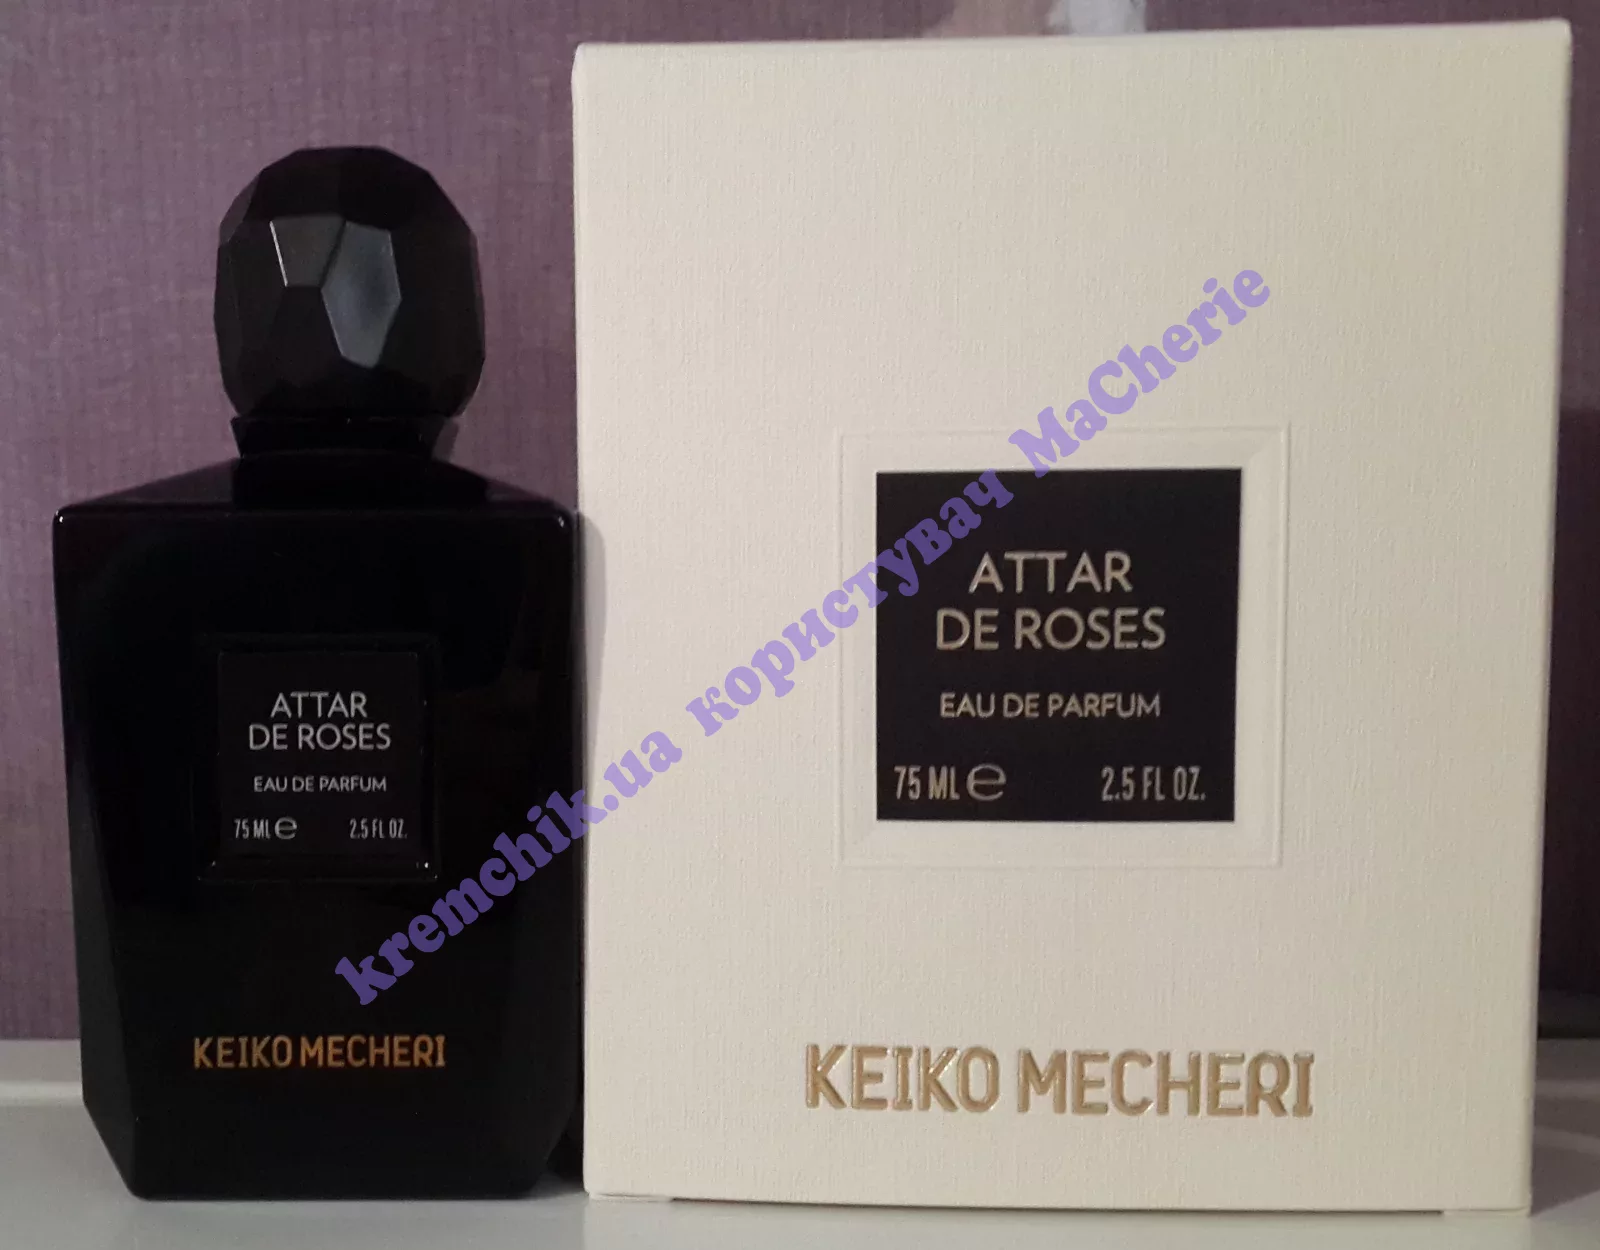 ATTAR
DE ROSES
EAU DE PARFUM
75 ML e 2.5 FL OZ.
KEIKO MECHERI
ATTAR
DE ROSES
EAU DE PARFUM
75 ML e 2.5 FL OZ.
KEIKO MECHERI
kremchik.ua користувач MaCherie